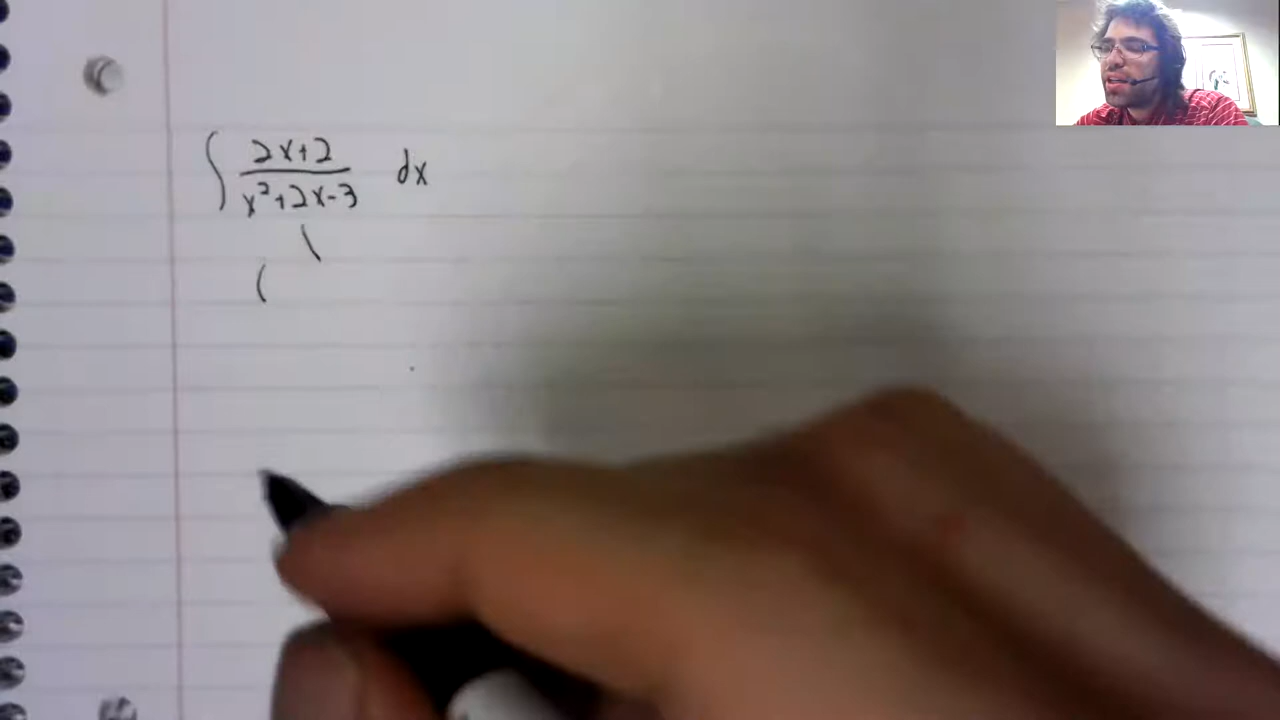 ∫ (2x+2)/(x²+2x-3) dx
\
(